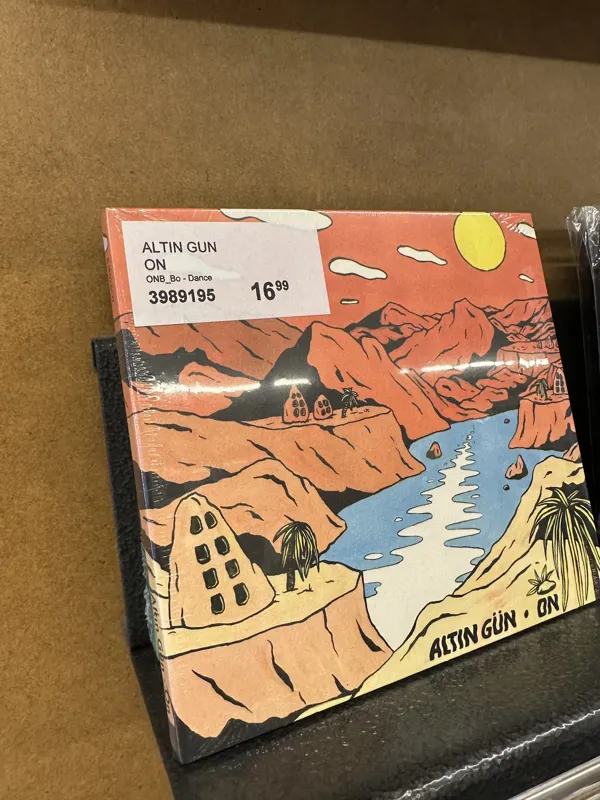 ALTIN GUN
ON
ONB_Bo - Dance
3989195 16⁹⁹
ALTIN GÜN • ON